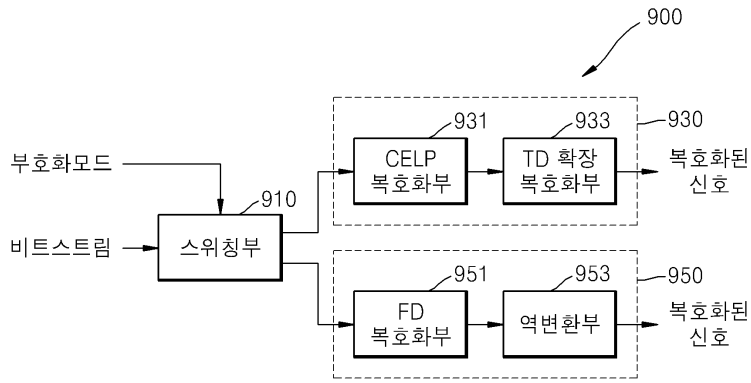 900
931
933
930
CELP
복호화부
TD 확장
복호화부
복호화된
신호
부호화모드
910
비트스트림
스위칭부
951
953
950
FD
복호화부
역변환부
복호화된
신호